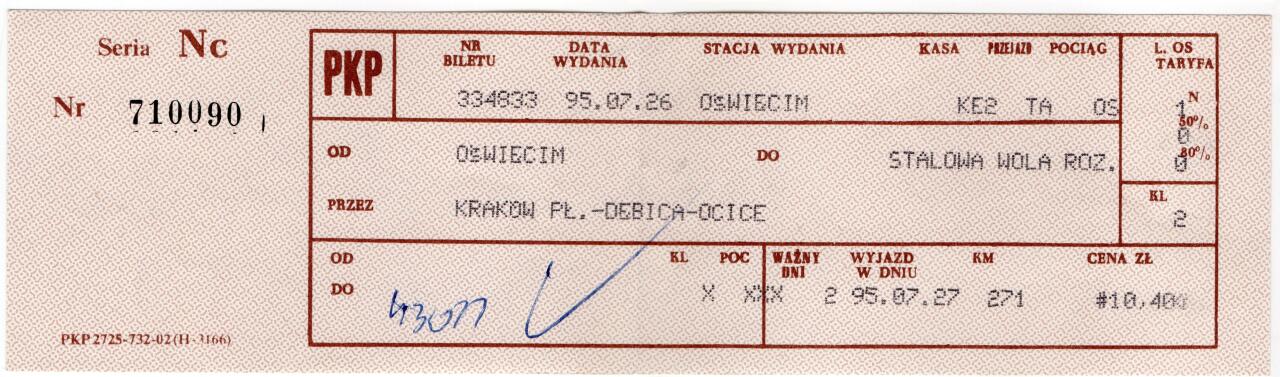 Seria Nc
Nr 710090
PKP
NR BILETU DATA WYDANIA STACJA WYDANIA KASA PRZEJAZD POCIĄG L. OS TARYFA
334833 95.07.26 OŚWIECIM KE2 TA OS 1 N
50% 0
OD OŚWIECIM DO STALOWA WOLA ROZ. 0 80%
PRZEZ KRAKÓW PŁ.-DEBICA-OCICE KL 2
OD KL POC WAŻNY DNI WYJAZD W DNIU KM CENA ZŁ
DO X XXX 2 95.07.27 271 #10,400
PKP 2725-732-02 (H-3166)